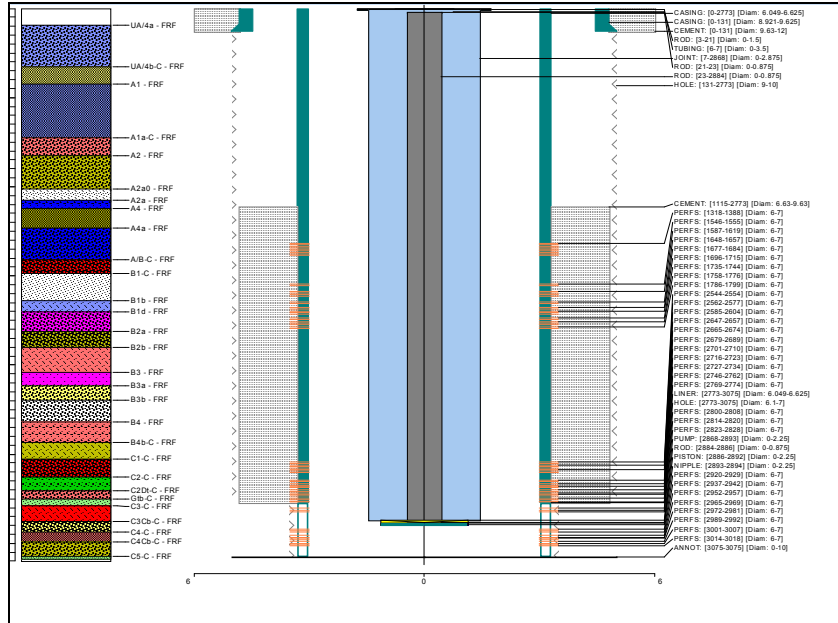 UA/4a - FRF
UA/4b-C - FRF
A1 - FRF
A1a-C - FRF
A2 - FRF
A2a0 - FRF
A2a - FRF
A4 - FRF
A4a - FRF
A/B-C - FRF
B1-C - FRF
B1b - FRF
B1d - FRF
B2a - FRF
B2b - FRF
B3 - FRF
B3a - FRF
B3b - FRF
B4 - FRF
B4b-C - FRF
C1-C - FRF
C2-C - FRF
C2Dt-C - FRF
Gtb-C - FRF
C3-C - FRF
C3Cb-C - FRF
C4-C - FRF
C4Cb-C - FRF
C5-C - FRF
6
0
6
CASING: [0-2773] [Diam: 6.049-6.625]
CASING: [0-131] [Diam: 8.921-9.625]
CEMENT: [0-131] [Diam: 9.63-12]
ROD: [3-21] [Diam: 0-1.5]
TUBING: [6-7] [Diam: 0-3.5]
JOINT: [7-2868] [Diam: 0-2.875]
ROD: [21-23] [Diam: 0-0.875]
ROD: [23-2884] [Diam: 0-0.875]
HOLE: [131-2773] [Diam: 9-10]
CEMENT: [1115-2773] [Diam: 6.63-9.63]
PERFS: [1318-1388] [Diam: 6-7]
PERFS: [1546-1555] [Diam: 6-7]
PERFS: [1587-1619] [Diam: 6-7]
PERFS: [1648-1657] [Diam: 6-7]
PERFS: [1677-1684] [Diam: 6-7]
PERFS: [1696-1715] [Diam: 6-7]
PERFS: [1735-1744] [Diam: 6-7]
PERFS: [1758-1776] [Diam: 6-7]
PERFS: [1786-1799] [Diam: 6-7]
PERFS: [2544-2554] [Diam: 6-7]
PERFS: [2562-2577] [Diam: 6-7]
PERFS: [2585-2604] [Diam: 6-7]
PERFS: [2647-2657] [Diam: 6-7]
PERFS: [2665-2674] [Diam: 6-7]
PERFS: [2679-2689] [Diam: 6-7]
PERFS: [2701-2710] [Diam: 6-7]
PERFS: [2716-2723] [Diam: 6-7]
PERFS: [2727-2734] [Diam: 6-7]
PERFS: [2746-2762] [Diam: 6-7]
PERFS: [2769-2774] [Diam: 6-7]
LINER: [2773-3075] [Diam: 6.049-6.625]
HOLE: [2773-3075] [Diam: 6.1-7]
PERFS: [2800-2808] [Diam: 6-7]
PERFS: [2814-2820] [Diam: 6-7]
PERFS: [2823-2828] [Diam: 6-7]
PUMP: [2868-2893] [Diam: 0-2.25]
ROD: [2884-2886] [Diam: 0-0.875]
PISTON: [2886-2892] [Diam: 0-2.25]
NIPPLE: [2893-2894] [Diam: 0-2.25]
PERFS: [2920-2929] [Diam: 6-7]
PERFS: [2937-2942] [Diam: 6-7]
PERFS: [2952-2957] [Diam: 6-7]
PERFS: [2965-2969] [Diam: 6-7]
PERFS: [2972-2981] [Diam: 6-7]
PERFS: [2989-2992] [Diam: 6-7]
PERFS: [3001-3007] [Diam: 6-7]
PERFS: [3014-3018] [Diam: 6-7]
ANNOT: [3075-3075] [Diam: 0-10]